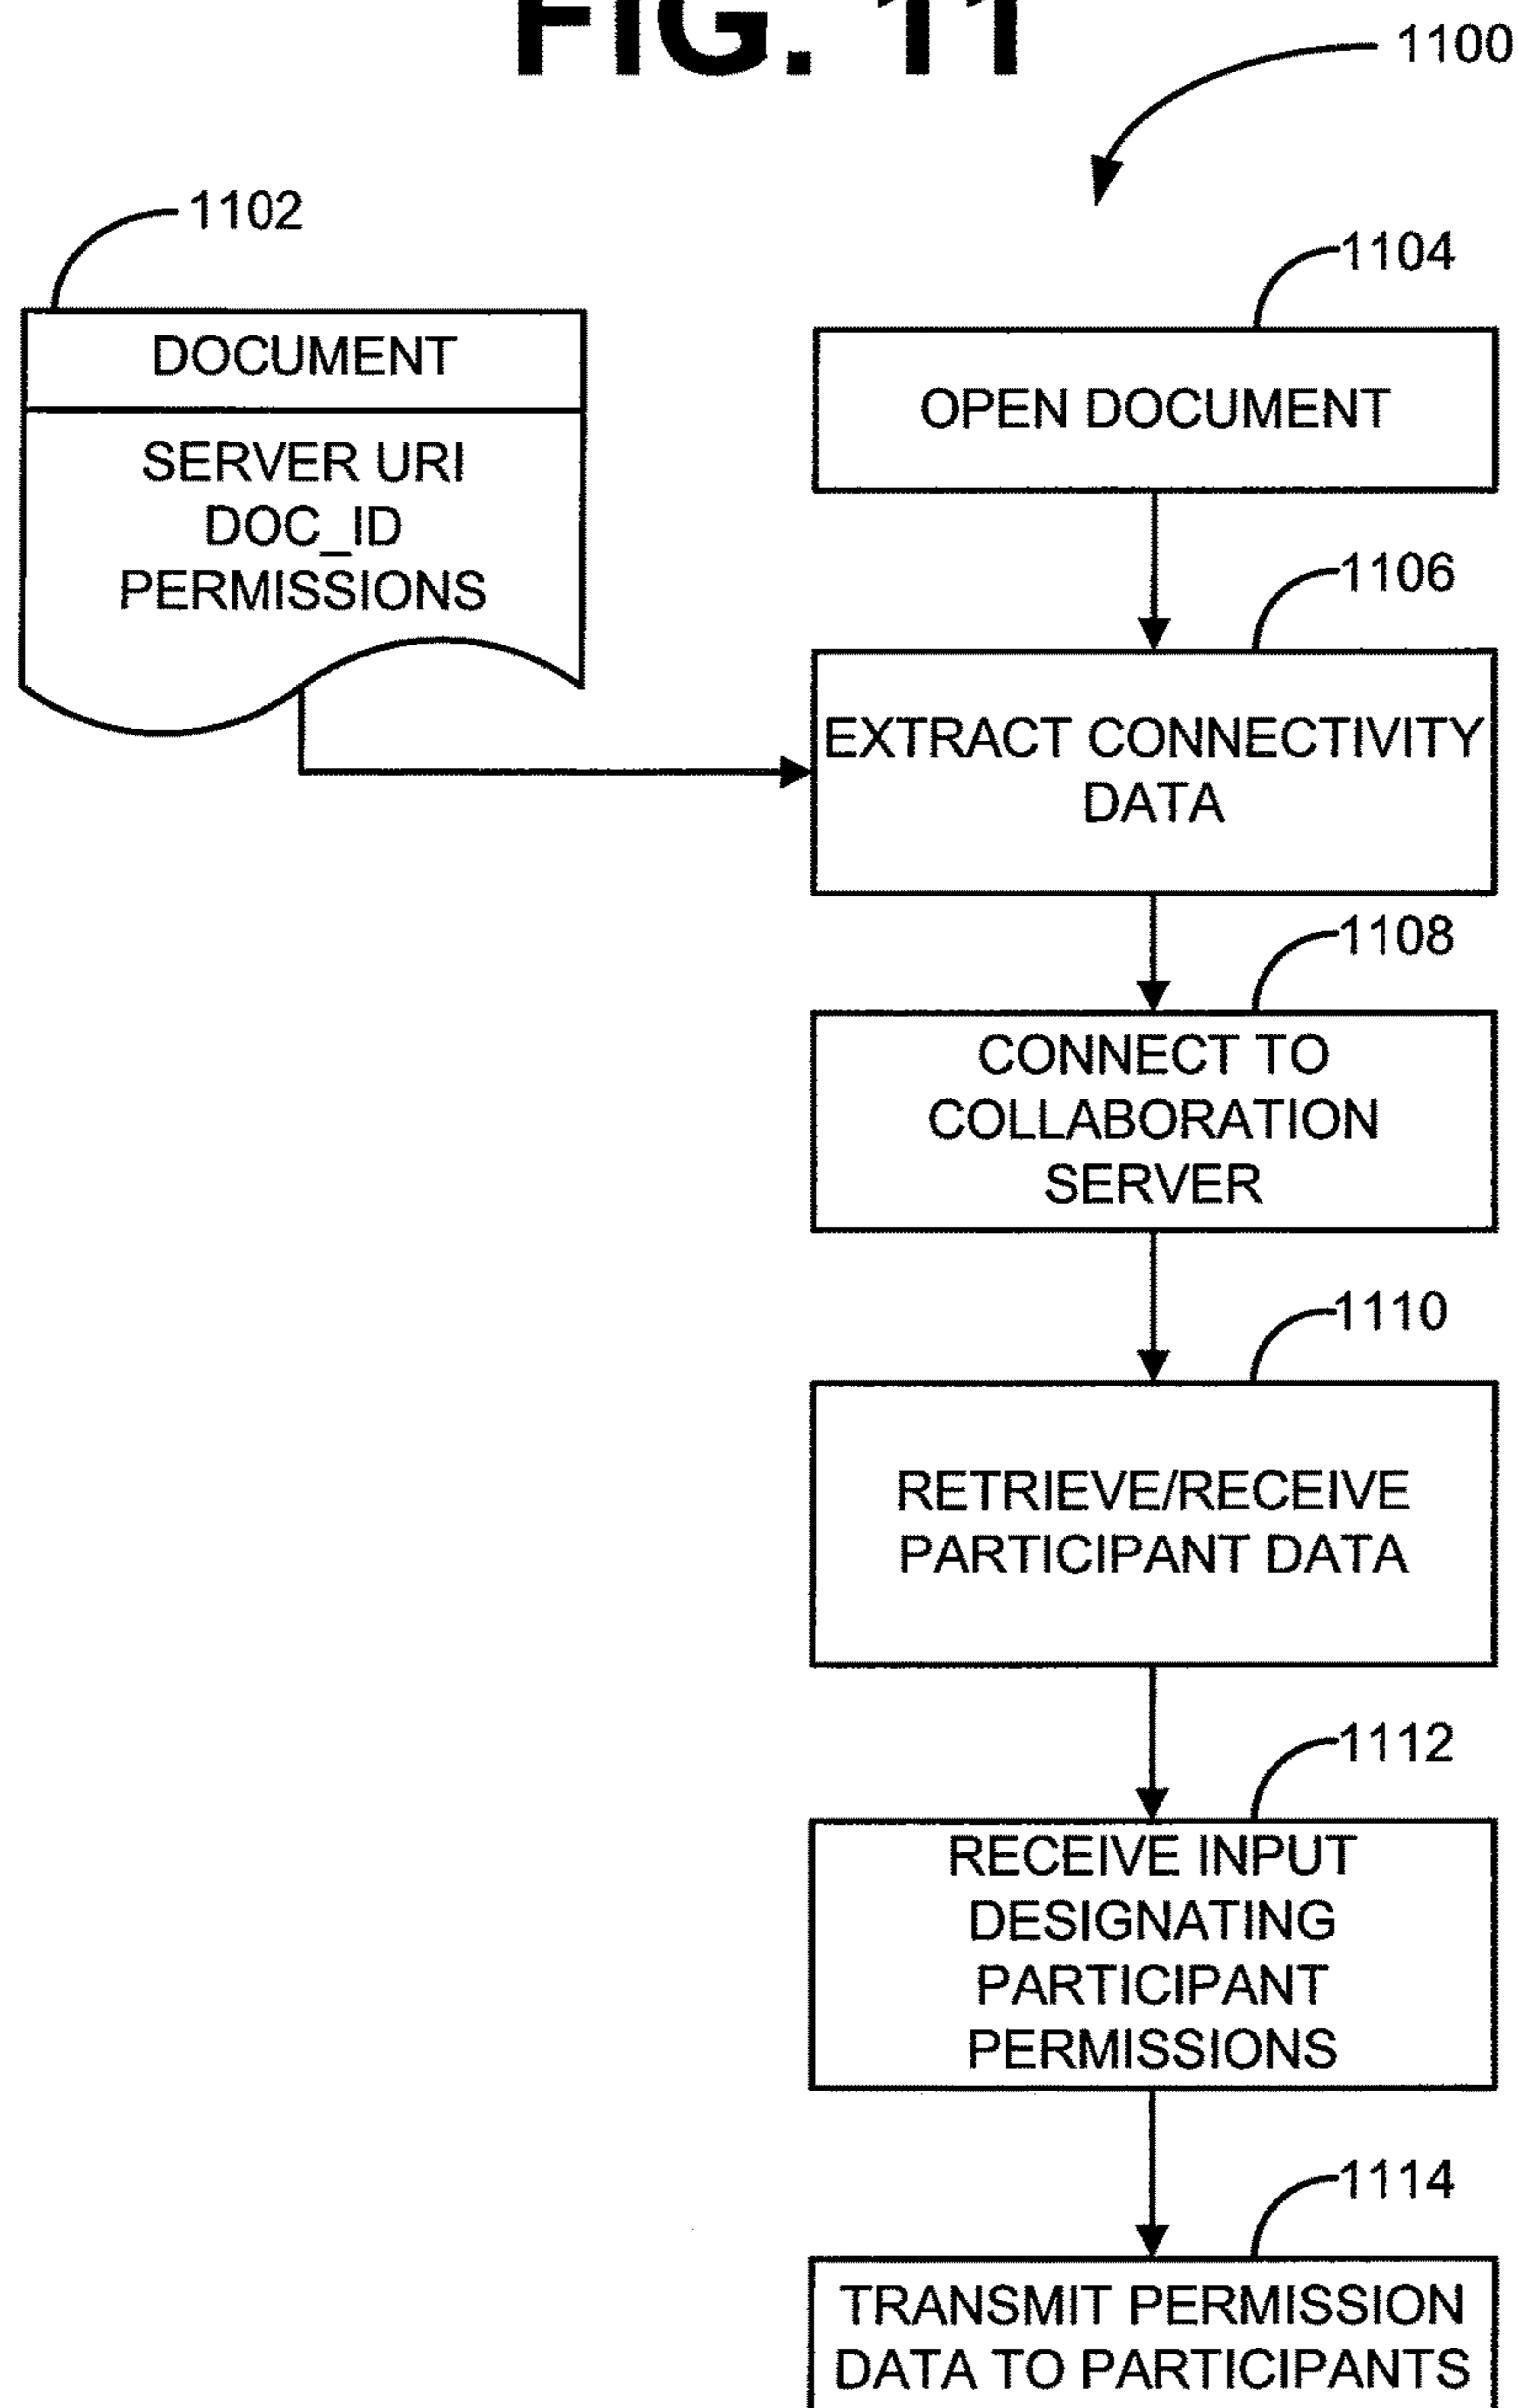 FIG. 11
1100
1102
DOCUMENT
SERVER URI
DOC_ID
PERMISSIONS
1104
OPEN DOCUMENT
1106
EXTRACT CONNECTIVITY
DATA
1108
CONNECT TO
COLLABORATION
SERVER
1110
RETRIEVE/RECEIVE
PARTICIPANT DATA
1112
RECEIVE INPUT
DESIGNATING
PARTICIPANT
PERMISSIONS
1114
TRANSMIT PERMISSION
DATA TO PARTICIPANTS